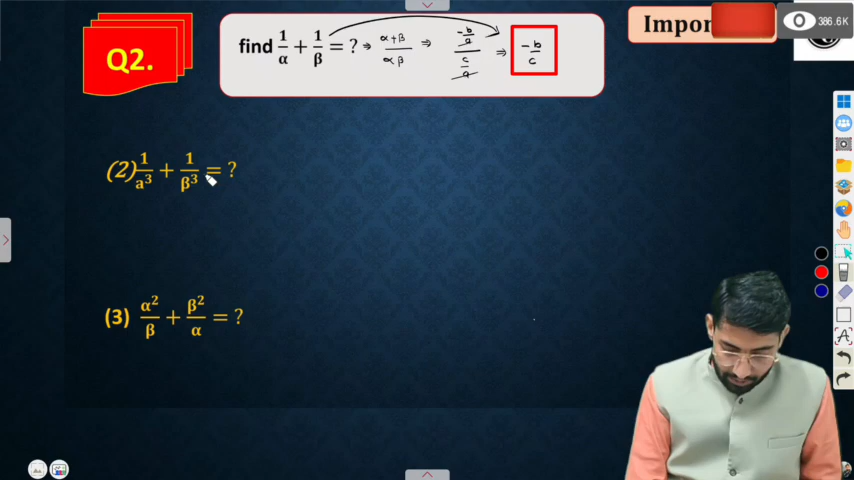 Q2.
find 1/α + 1/β = ? ⇒ α+β/αβ ⇒ -b/a / c/a ⇒ -b/c
Impor
386.6K
(2) 1/a³ + 1/β³ = ?
(3) α²/β + β²/α = ?